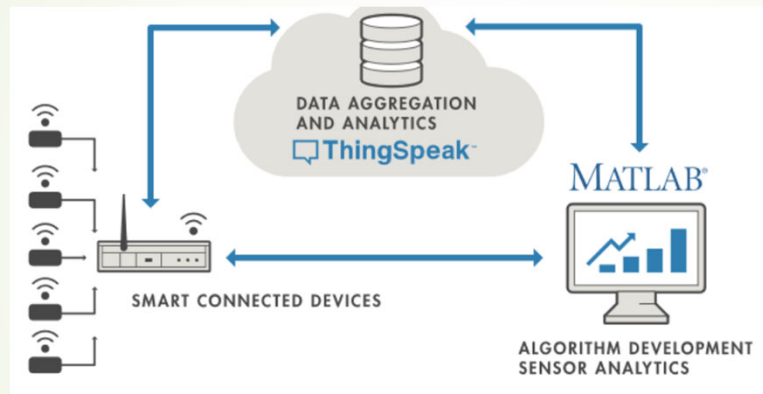 DATA AGGREGATION
AND ANALYTICS
ThingSpeak™
MATLAB®
SMART CONNECTED DEVICES
ALGORITHM DEVELOPMENT
SENSOR ANALYTICS